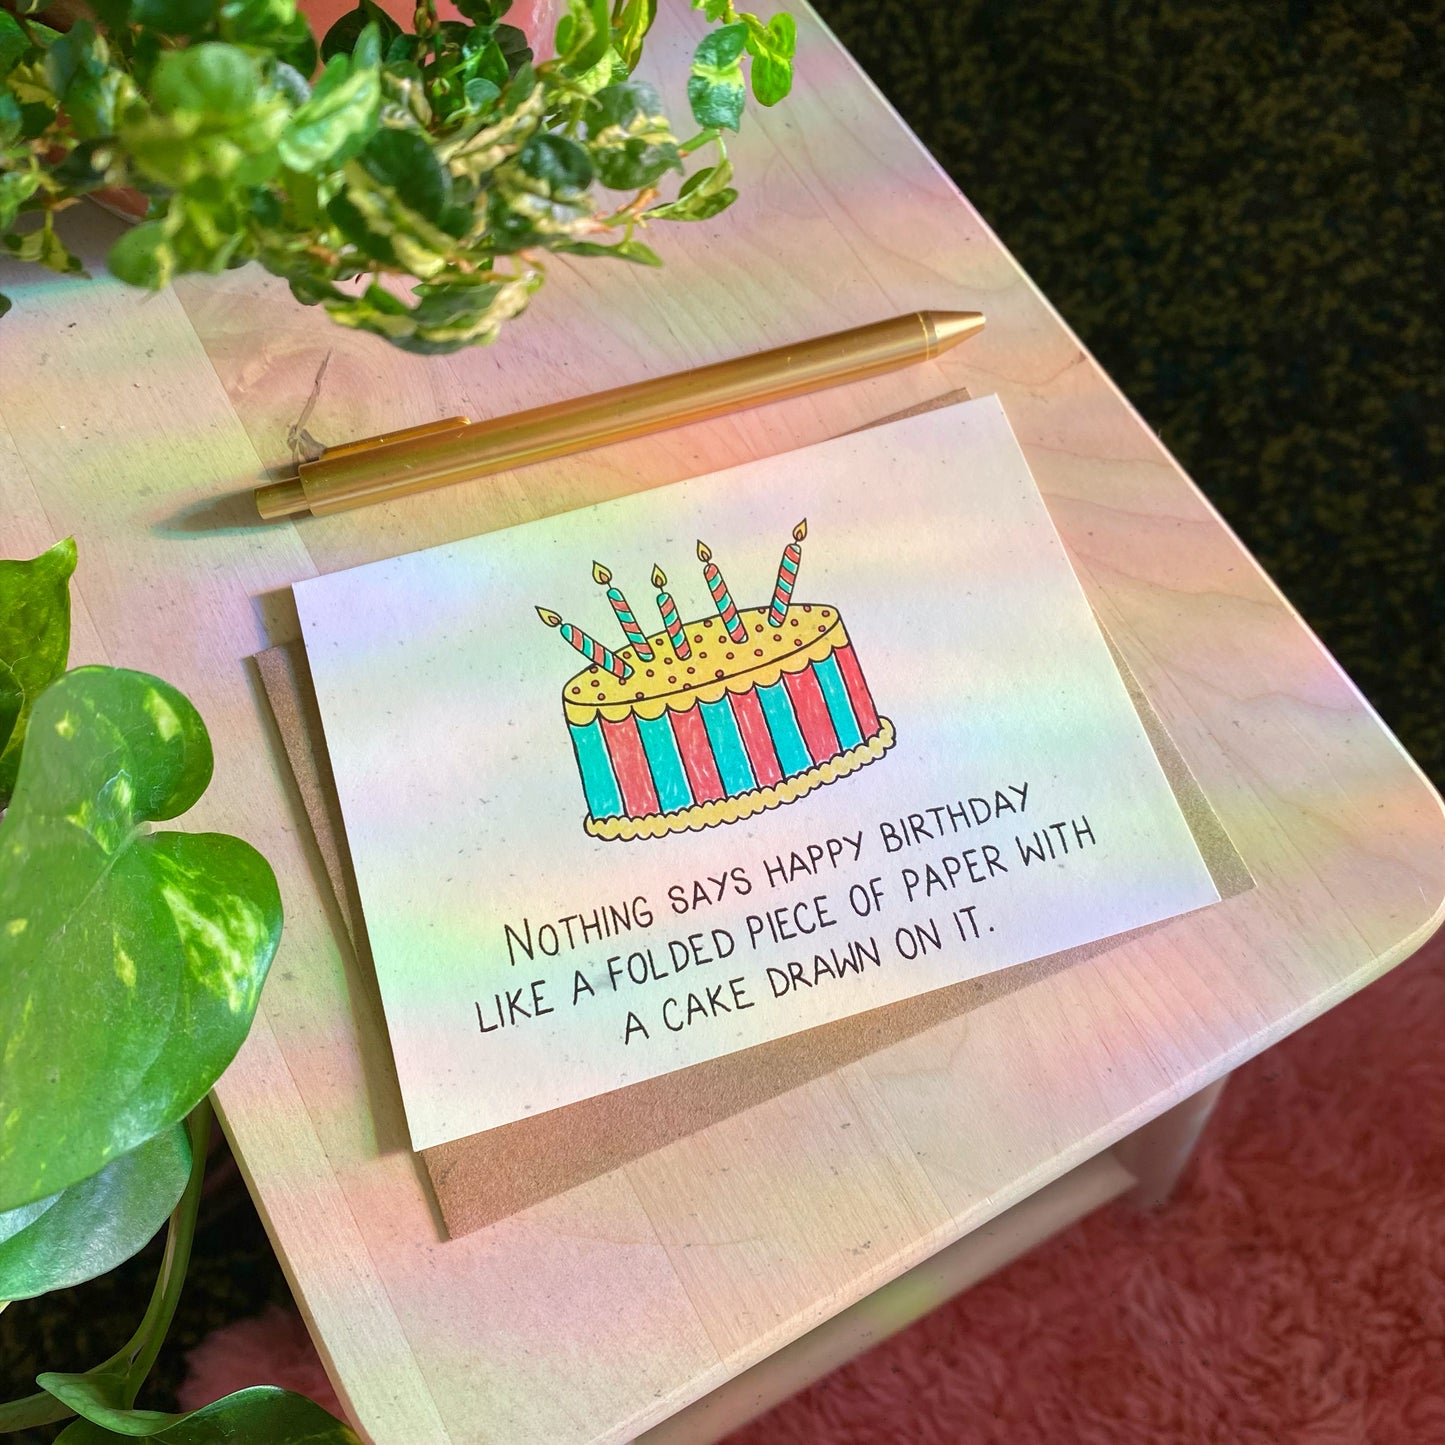 Nothing says happy birthday
like a folded piece of paper with
a cake drawn on it.